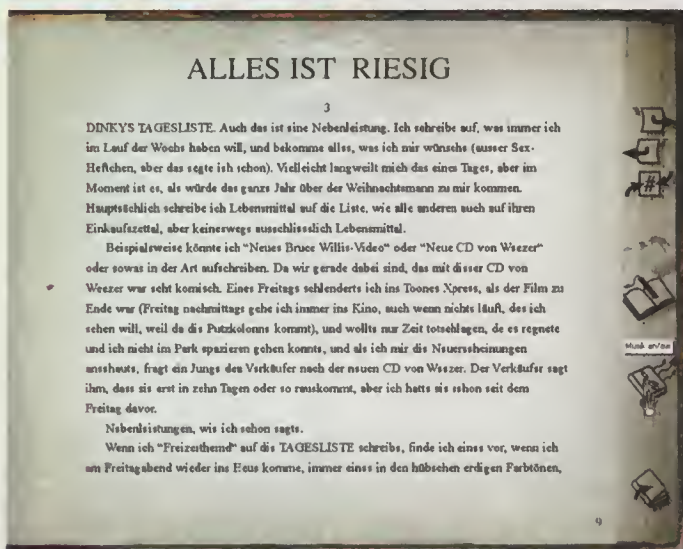 ALLES IST RIESIG
3
DINKYS TAGESLISTE. Auch das ist eine Nebenleistung. Ich schreibe auf, was immer ich
im Lauf der Woche haben will, und bekomme alles, was ich mir wünsche (ausser Sex-
Heftchen, aber das sagte ich schon). Vielleicht langweilt mich das eines Tages, aber im
Moment ist es, als würde das ganze Jahr über der Weihnachtsmann zu mir kommen.
Hauptsächlich schreibe ich Lebensmittel auf die Liste, wie alle anderen auch auf ihren
Einkaufszettel, aber keineswegs ausschliesslich Lebensmittel.
Beispielsweise könnte ich "Neues Bruce Willis-Video" oder "Neue CD von Weezer"
oder sowas in der Art aufschreiben. Da wir gerade dabei sind, das mit dieser CD von
Weezer war echt komisch. Eines Freitags schlenderte ich ins Toones Xpress, als der Film zu
Ende war (Freitag nachmittags gehe ich immer ins Kino, auch wenn nichts läuft, das ich
sehen will, weil da die Putzkolonne kommt), und wollte nur Zeit totschlagen, da es regnete
und ich nicht im Park spazieren gehen konnte, und als ich mir die Neuerscheinungen
anschaute, fragt ein Junge den Verkäufer nach der neuen CD von Weezer. Der Verkäufer sagt
ihm, dass sie erst in zehn Tagen oder so rauskommt, aber ich hatte sie schon seit dem
Freitag davor.
Nebenleistungen, wie ich schon sagte.
Wenn ich "Freizeithemd" auf die TAGESLISTE schreibe, finde ich eines vor, wenn ich
am Freitagabend wieder ins Haus komme, immer eines in den hübschen erdigen Farbtönen,
#
Musik an/aus
9